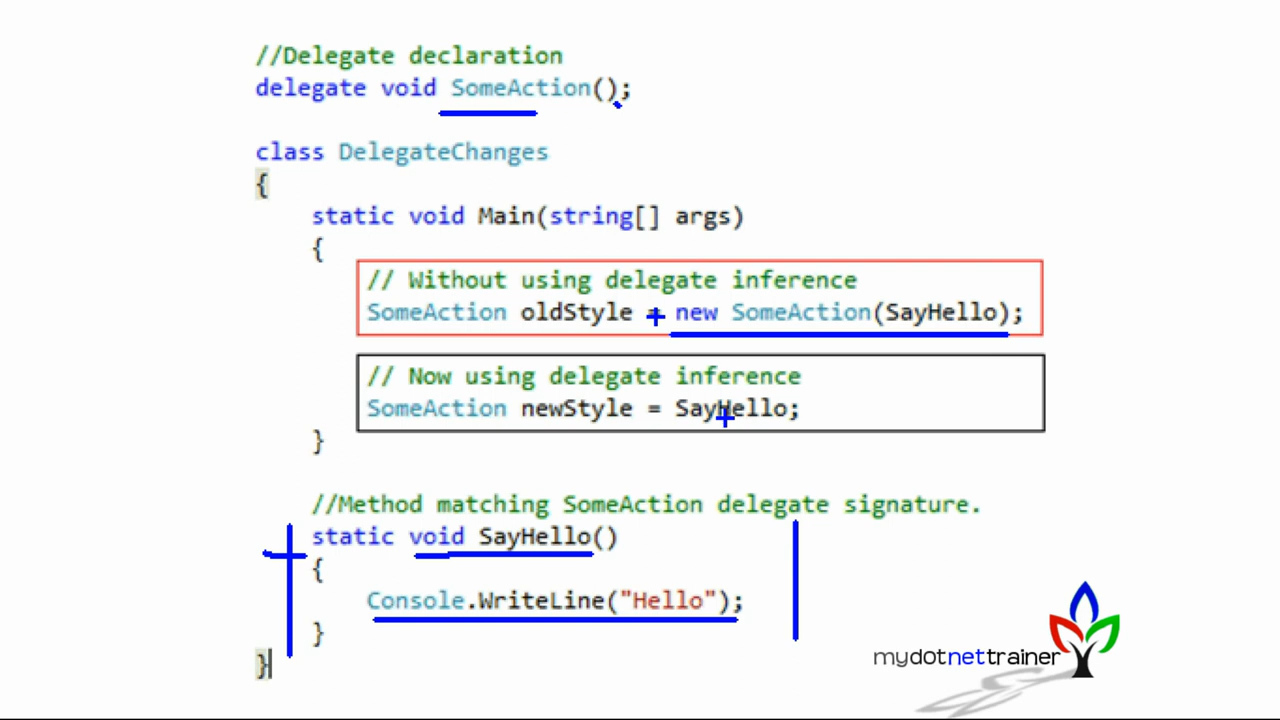 //Delegate declaration
delegate void SomeAction();
class DelegateChanges
{
static void Main(string[] args)
{
// Without using delegate inference
SomeAction oldStyle = new SomeAction(SayHello);
// Now using delegate inference
SomeAction newStyle = SayHello;
}
//Method matching SomeAction delegate signature.
static void SayHello()
{
Console.WriteLine("Hello");
}
}
mydotnettrainer